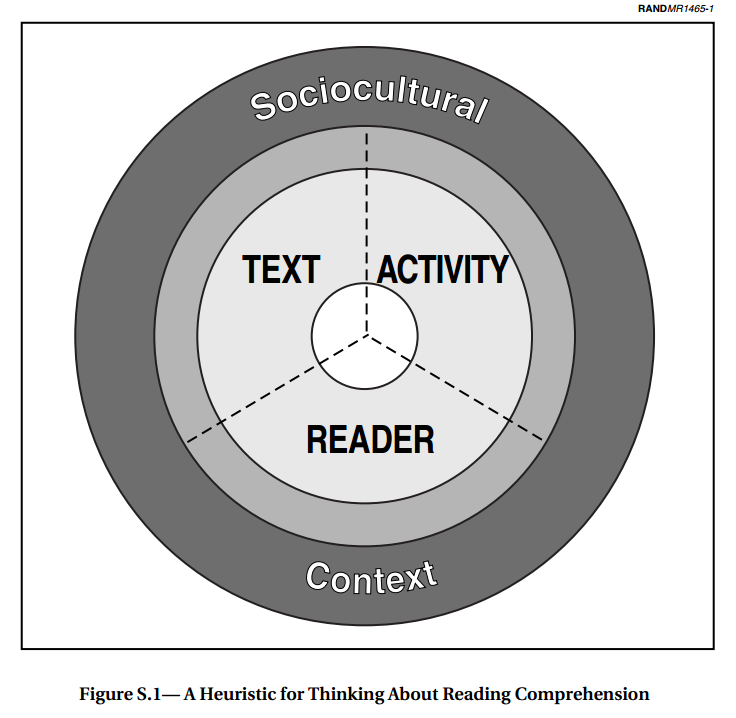 RANDMR1465-1
Sociocultural
TEXT
ACTIVITY
READER
Context
Figure S.1— A Heuristic for Thinking About Reading Comprehension